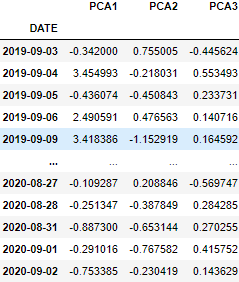 PCA1 PCA2 PCA3
DATE
2019-09-03 -0.342000 0.755005 -0.445624
2019-09-04 3.454993 -0.218031 0.553493
2019-09-05 -0.436074 -0.450843 0.233731
2019-09-06 2.490591 0.476563 0.140716
2019-09-09 3.418386 -1.152919 0.164592
... ... ... ...
2020-08-27 -0.109287 0.208846 -0.569747
2020-08-28 -0.251347 -0.387849 0.284285
2020-08-31 -0.887300 -0.653144 0.270255
2020-09-01 -0.291016 -0.767582 0.415752
2020-09-02 -0.753385 -0.230419 0.143629